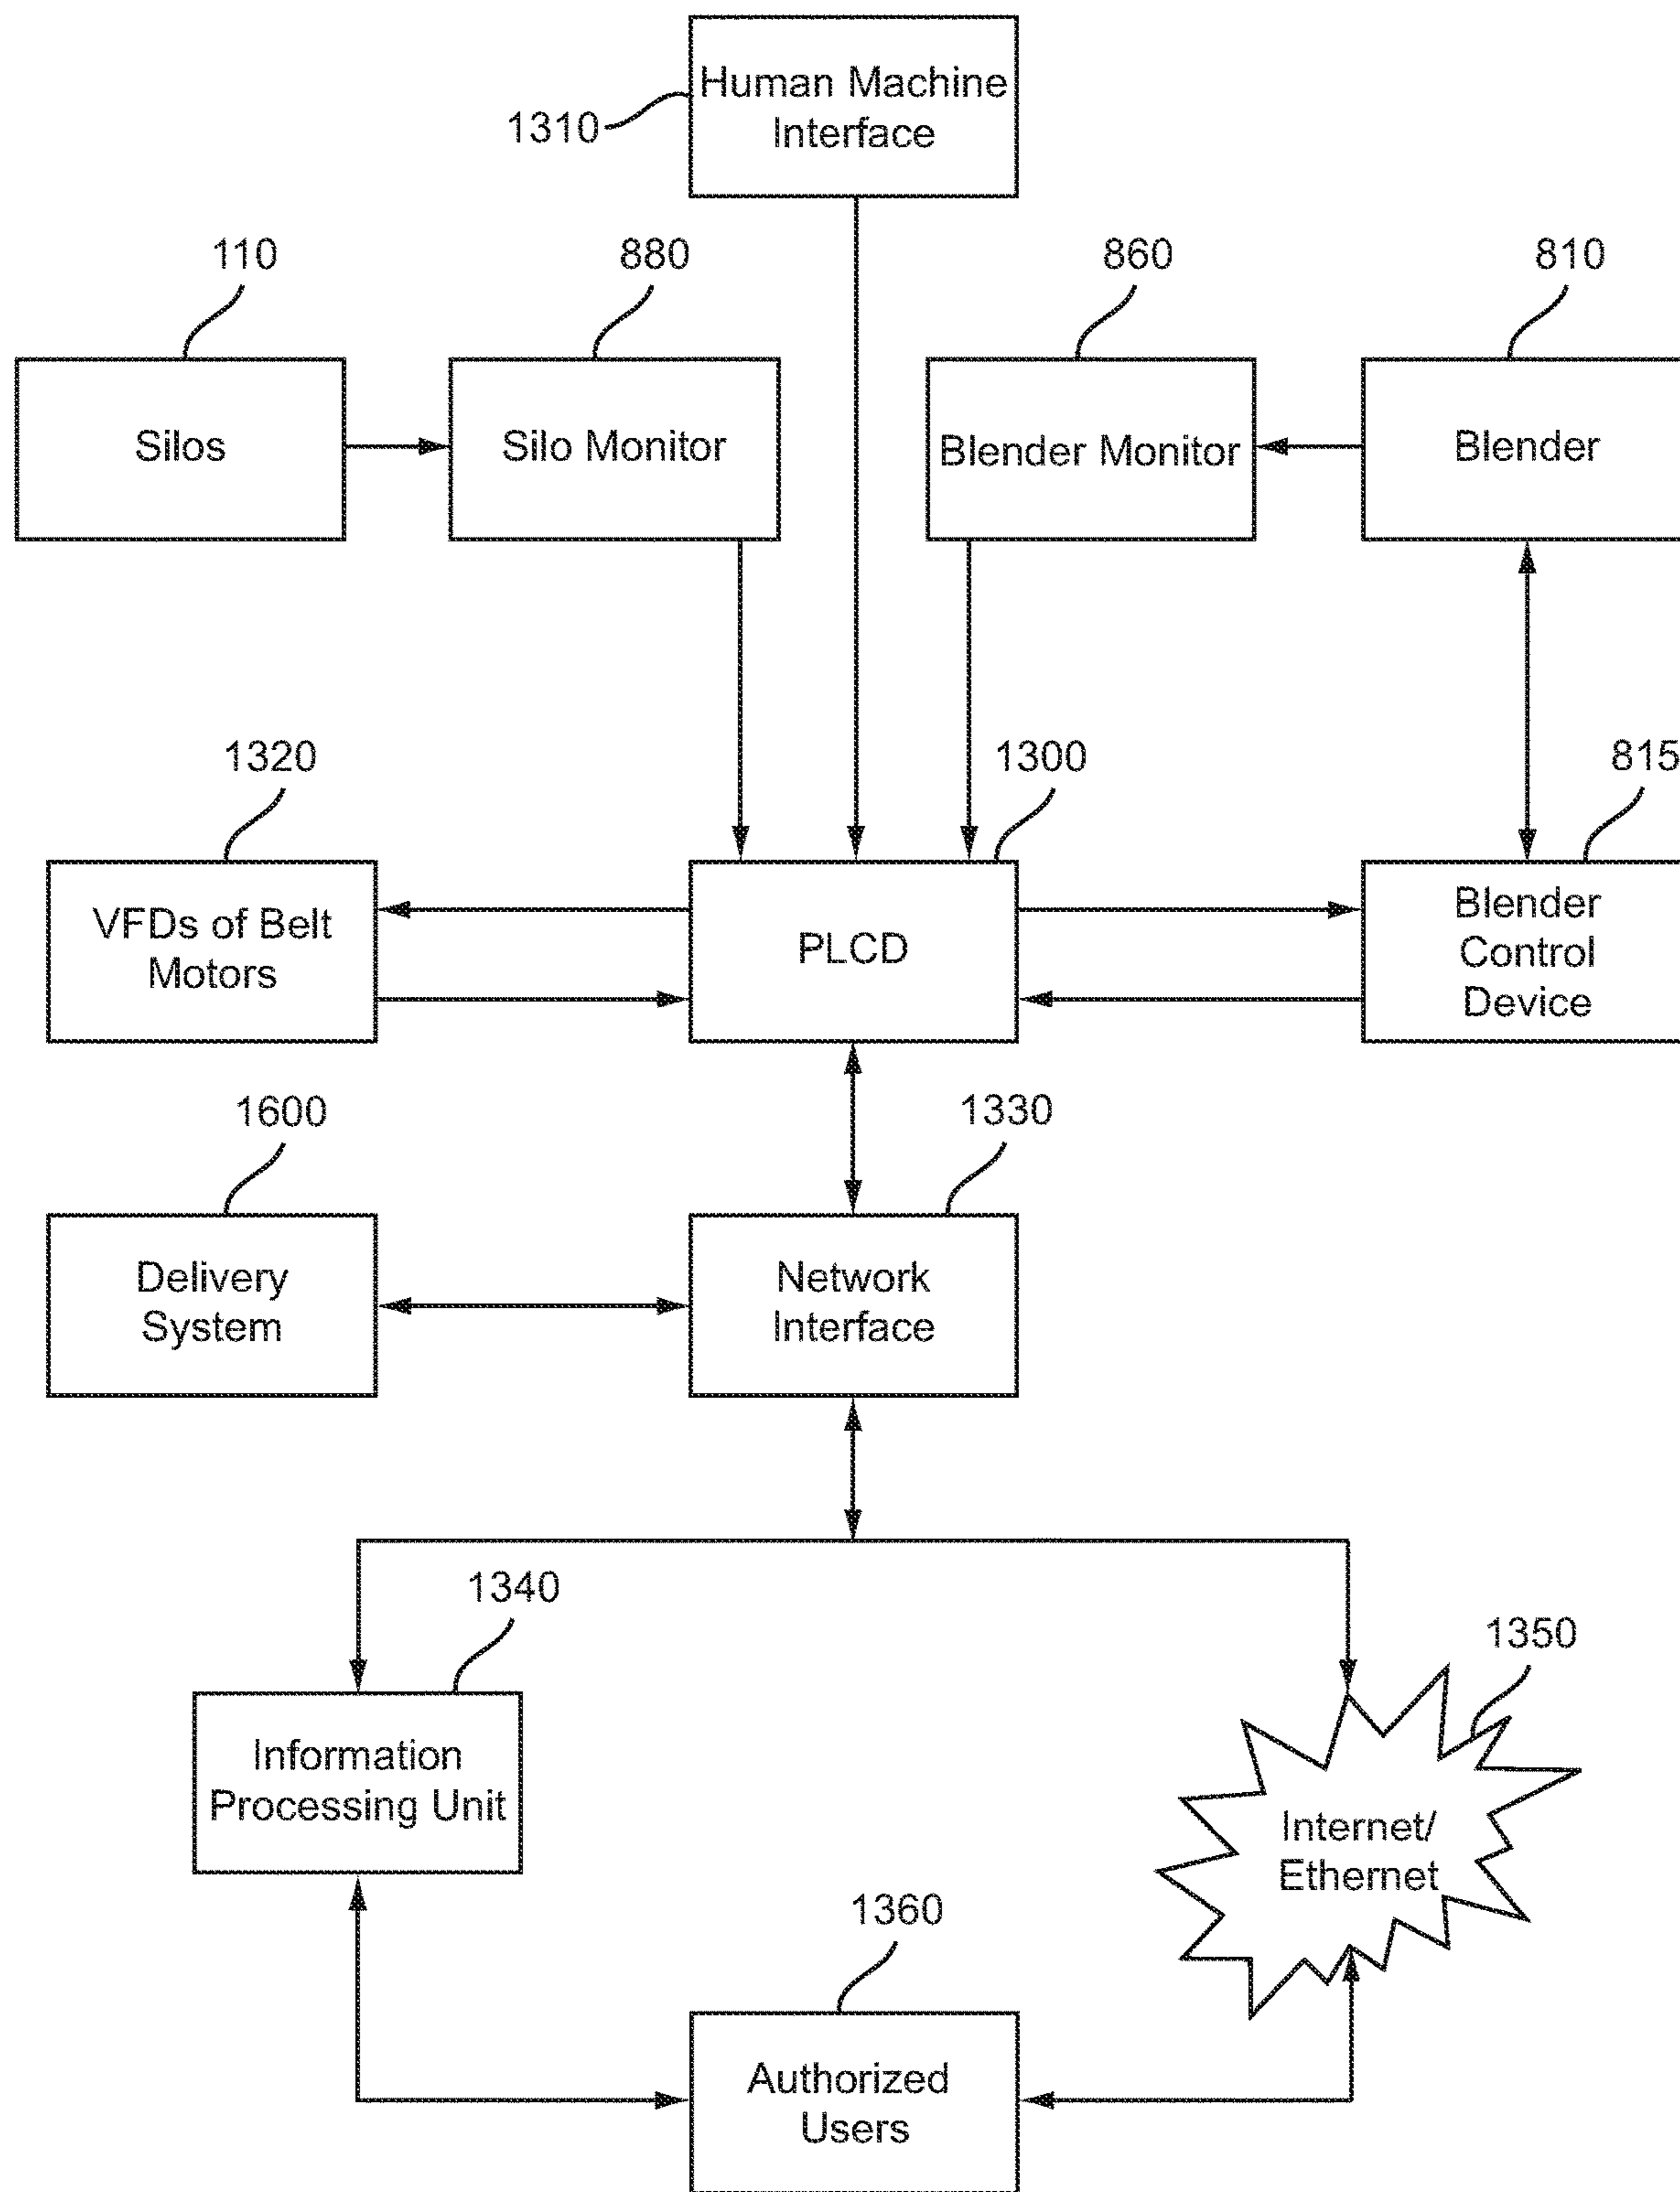 Human Machine
Interface
1310
110
880
860
810
Silos
Silo Monitor
Blender Monitor
Blender
1320
1300
815
VFDs of Belt
Motors
PLCD
Blender
Control
Device
1600
1330
Delivery
System
Network
Interface
1340
1350
Information
Processing Unit
Internet/
Ethernet
1360
Authorized
Users